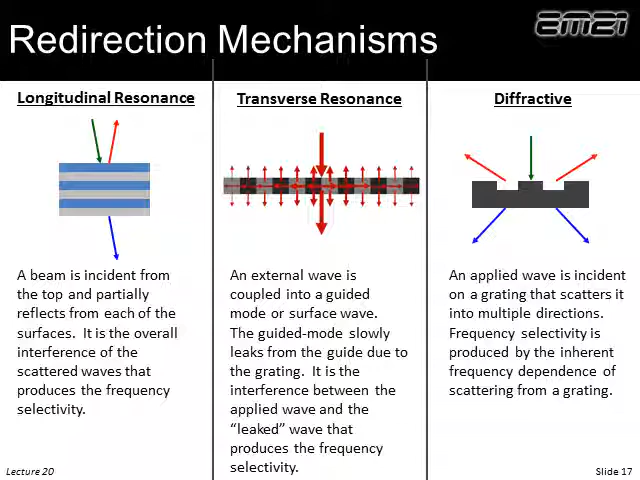 Redirection Mechanisms
EM21
Longitudinal Resonance
A beam is incident from
the top and partially
reflects from each of the
surfaces.  It is the overall
interference of the
scattered waves that
produces the frequency
selectivity.
Transverse Resonance
An external wave is
coupled into a guided
mode or surface wave.
The guided-mode slowly
leaks from the guide due to
the grating.  It is the
interference between the
applied wave and the
“leaked” wave that
produces the frequency
selectivity.
Diffractive
An applied wave is incident
on a grating that scatters it
into multiple directions.
Frequency selectivity is
produced by the inherent
frequency dependence of
scattering from a grating.
Lecture 20
Slide 17